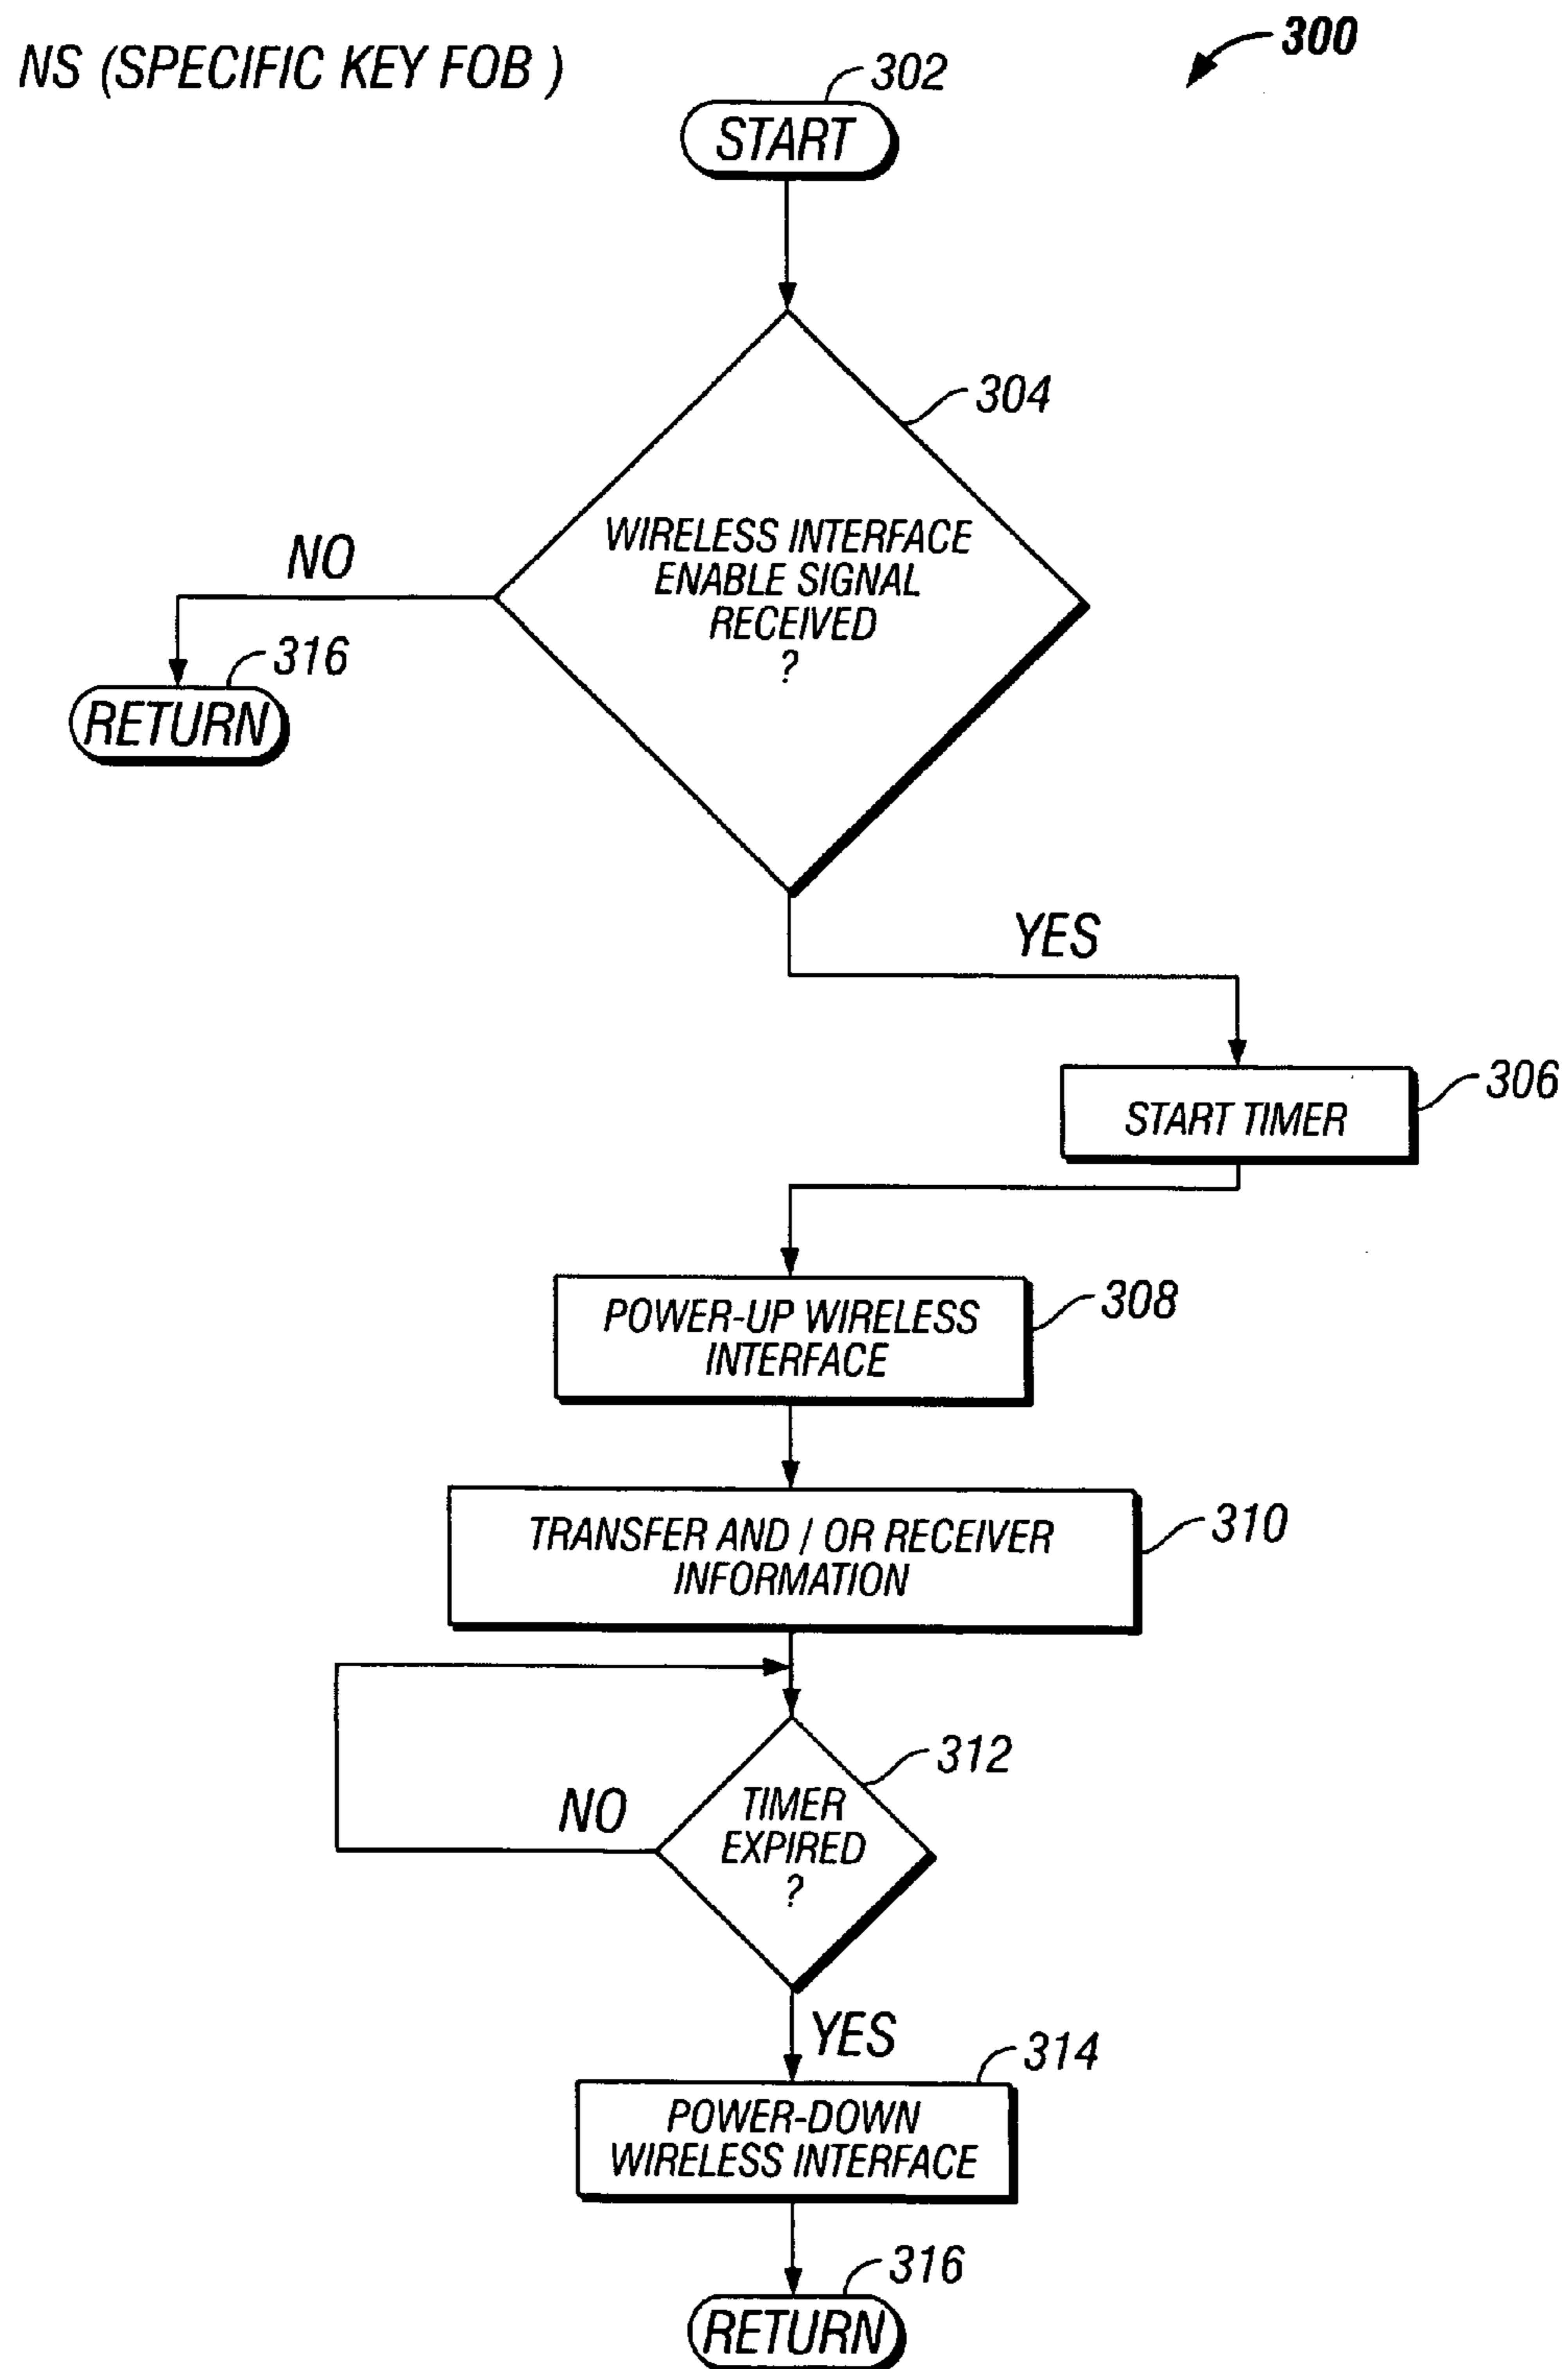 300
NS (SPECIFIC KEY FOB )
302
START
304
WIRELESS INTERFACE
ENABLE SIGNAL
RECEIVED
?
NO
316
RETURN
YES
306
START TIMER
308
POWER-UP WIRELESS
INTERFACE
310
TRANSFER AND / OR RECEIVER
INFORMATION
312
TIMER
EXPIRED
?
NO
YES
314
POWER-DOWN
WIRELESS INTERFACE
316
RETURN